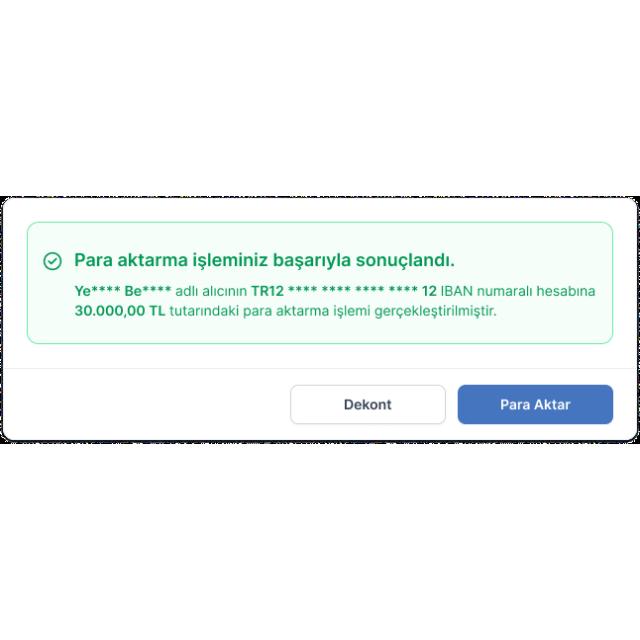 Para aktarma işleminiz başarıyla sonuçlandı.
Ye**** Be**** adlı alıcının TR12 **** **** **** **** 12 IBAN numaralı hesabına
30.000,00 TL tutarındaki para aktarma işlemi gerçekleştirilmiştir.
Dekont
Para Aktar